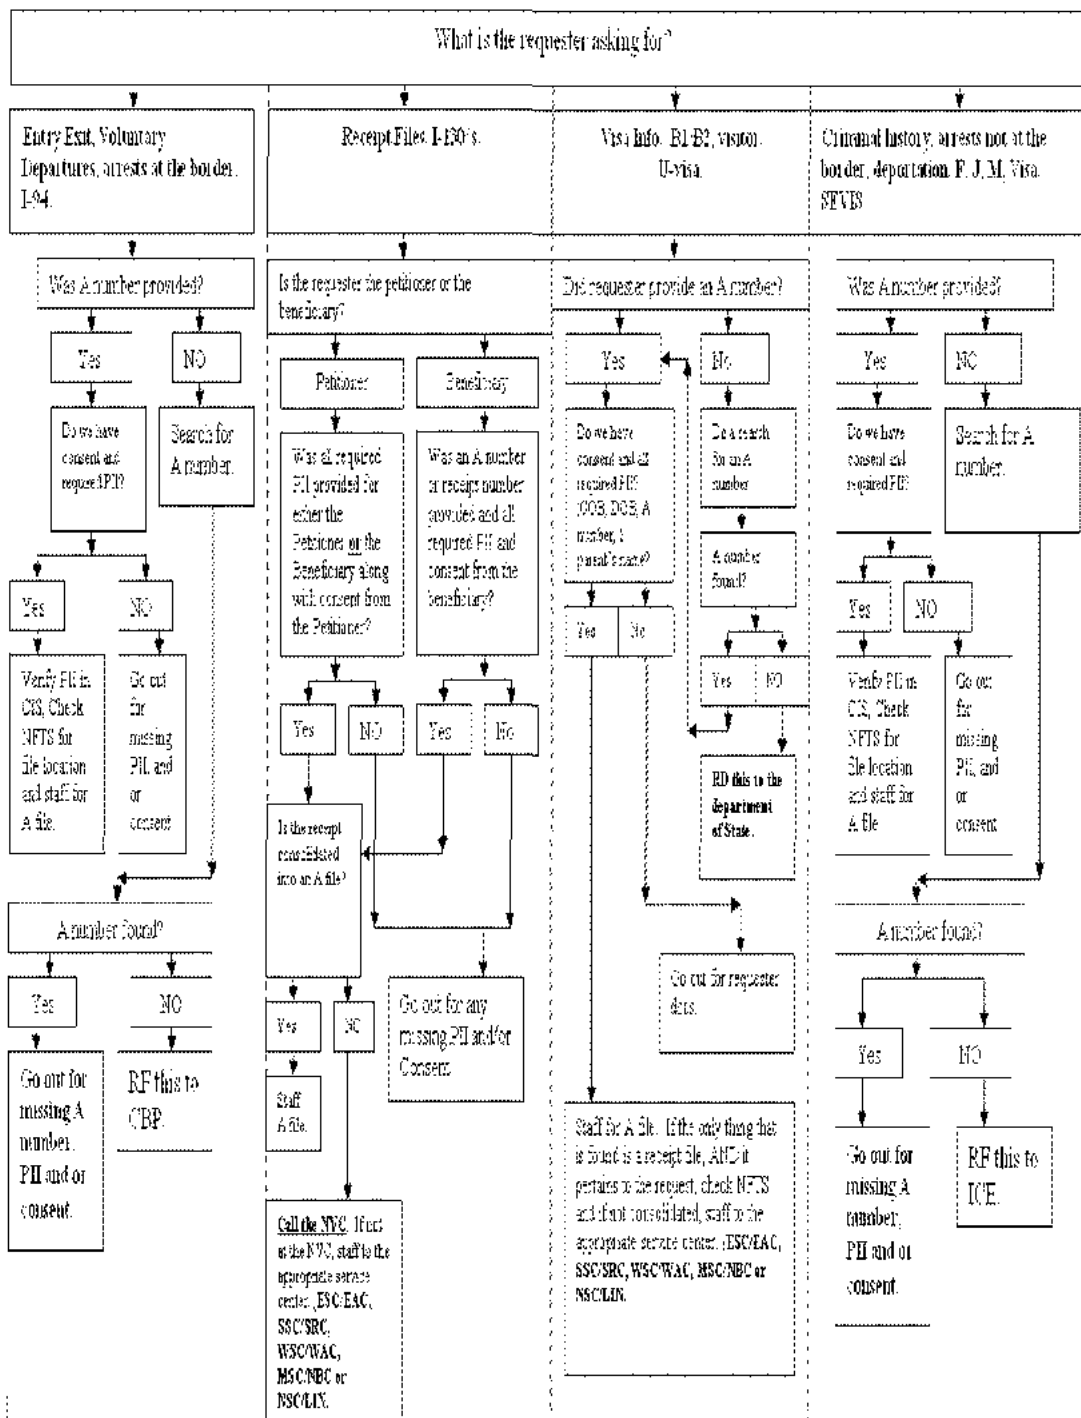 What is the requester asking for?
Entry Exit, Voluntary
Departures, arrests at the border,
I-94.
Receipt Files, I-130's.
Visa Info. B1/B2, visitor,
U-visa.
Criminal history, arrests not at the
border, deportation, F, J, M, Visa
SEVIS
Was A number provided?
Yes
NO
Do we have
consent and
required PII?
Search for
A number.
Yes
NO
Verify PII in
CIS, Check
NFTS for
file location
and staff for
A file.
Go out
for
missing
PII, and
or
consent
A number found?
Yes
NO
Go out for
missing A
number,
PII and or
consent.
RF this to
CBP.
Is the requester the petitioner or the
beneficiary?
Petitioner
Beneficiary
Was all required
PII provided for
either the
Petitioner or the
Beneficiary along
with consent from
the Petitioner?
Was an A number
or receipt number
provided and all
required PII and
consent from the
beneficiary?
Yes
NO
Yes
No
Is the receipt
consolidated
into an A file?
Go out for any
missing PII and/or
Consent
Yes
NO
Staff
A file.
Call the NVC. If not
at the NVC, staff to the
appropriate service
center. (ESC/EAC,
SSC/SRC,
WSC/WAC,
MSC/NBC or
NSC/LIN.
Did requester provide an A number?
Yes
No
Do we have
consent and all
required PII?
(COB, DOB, A
number, 1
parent's name?
Do a search
for an A
number
A number
found?
Yes
No
Yes
NO
RD this to the
department
of State.
Go out for requester
docs.
Staff for A file. If the only thing that
is found is a receipt file, AND it
pertains to the request, check NFTS
and if not consolidated, staff to the
appropriate service center. (ESC/EAC,
SSC/SRC, WSC/WAC, MSC/NBC or
NSC/LIN.
Was A number provided?
Yes
NO
Do we have
consent and
required PII?
Search for A
number.
Yes
NO
Verify PII in
CIS, Check
NFTS for
file location
and staff for
A file
Go out
for
missing
PII, and
or
consent
A number found?
Yes
NO
Go out for
missing A
number,
PII and or
consent.
RF this to
ICE.